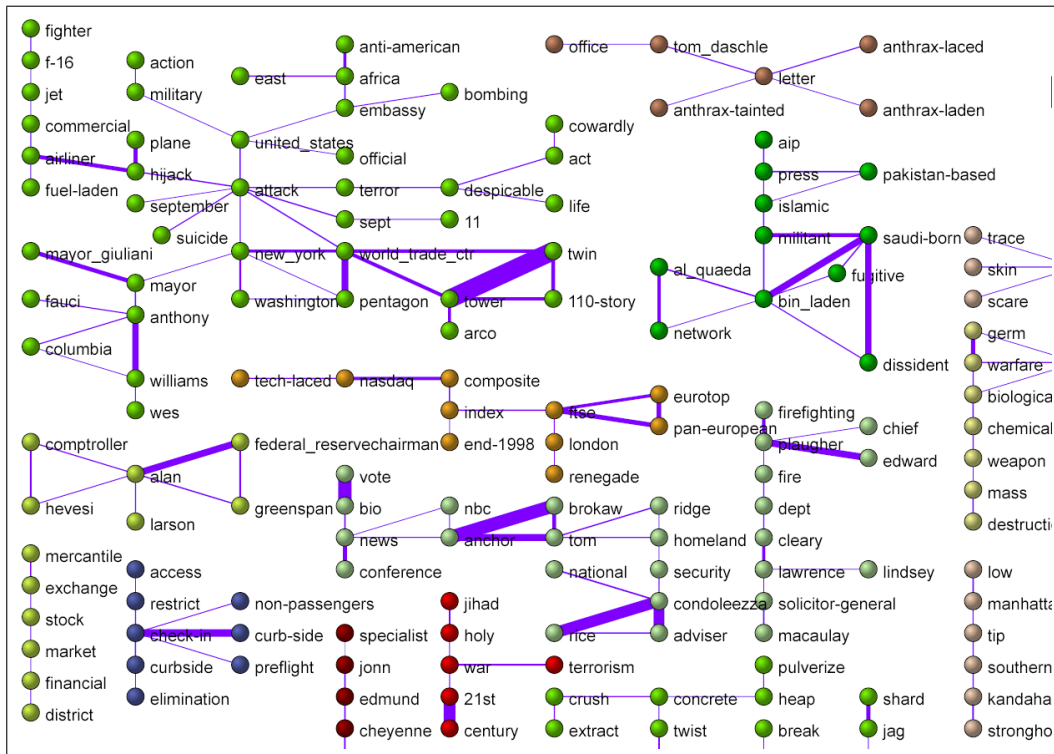 fighter
anti-american
office
tom_daschle
anthrax-laced
f-16
action
east
africa
letter
jet
military
embassy
bombing
anthrax-tainted
anthrax-laden
commercial
plane
united_states
cowardly
aip
airliner
hijack
official
act
press
pakistan-based
fuel-laden
september
attack
terror
despicable
life
islamic
suicide
sept
11
militant
saudi-born
trace
mayor_giuliani
new_york
world_trade_ctr
twin
al_quaeda
fugitive
skin
mayor
fauci
washington
pentagon
tower
110-story
bin_laden
scare
anthony
arco
network
germ
columbia
dissident
warfare
williams
tech-laced
nasdaq
composite
eurotop
biological
wes
index
ftse
pan-european
firefighting
chief
chemical
comptroller
federal_reservechairman
end-1998
london
plaugher
edward
weapon
alan
vote
renegade
fire
mass
hevesi
larson
greenspan
bio
nbc
brokaw
ridge
dept
destructi
news
anchor
tom
homeland
cleary
mercantile
access
conference
national
security
lawrence
lindsey
low
exchange
restrict
non-passengers
jihad
condoleezza
solicitor-general
manhatta
stock
check-in
curb-side
specialist
holy
rice
adviser
macaulay
tip
market
curbside
preflight
jonn
war
terrorism
pulverize
southern
financial
elimination
edmund
21st
crush
concrete
heap
shard
kandaha
district
cheyenne
century
extract
twist
break
jag
strongho